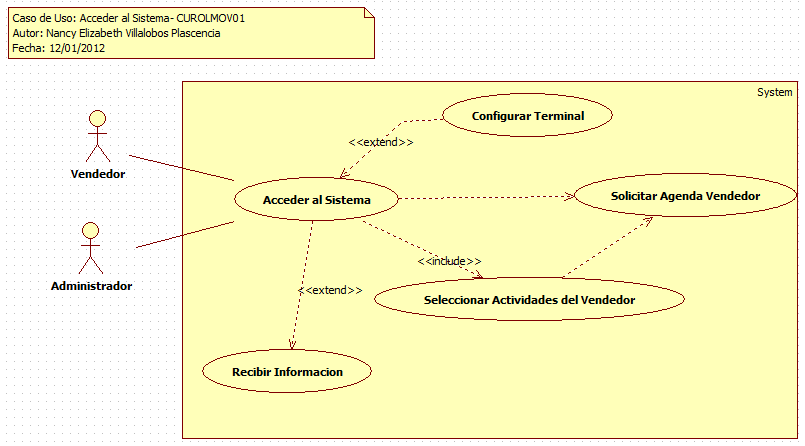 Caso de Uso: Acceder al Sistema- CUROLMOV01
Autor: Nancy Elizabeth Villalobos Plascencia
Fecha: 12/01/2012
System
Configurar Terminal
<<extend>>
Vendedor
Acceder al Sistema
Solicitar Agenda Vendedor
Administrador
<<include>>
<<extend>>
Seleccionar Actividades del Vendedor
Recibir Informacion